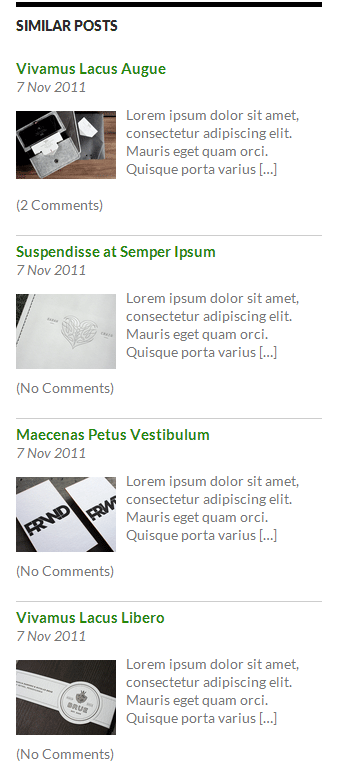 SIMILAR POSTS
Vivamus Lacus Augue
7 Nov 2011
Lorem ipsum dolor sit amet,
consectetur adipiscing elit.
Mauris eget quam orci.
Quisque porta varius [...]
(2 Comments)
Suspendisse at Semper Ipsum
7 Nov 2011
Lorem ipsum dolor sit amet,
consectetur adipiscing elit.
Mauris eget quam orci.
Quisque porta varius [...]
(No Comments)
Maecenas Petus Vestibulum
7 Nov 2011
Lorem ipsum dolor sit amet,
consectetur adipiscing elit.
Mauris eget quam orci.
Quisque porta varius [...]
(No Comments)
Vivamus Lacus Libero
7 Nov 2011
Lorem ipsum dolor sit amet,
consectetur adipiscing elit.
Mauris eget quam orci.
Quisque porta varius [...]
BRUS
(No Comments)